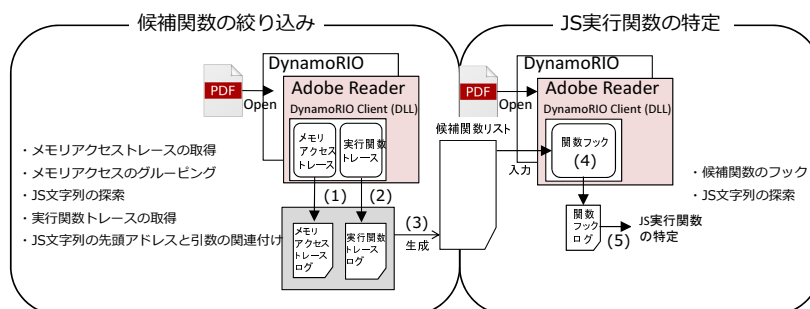 候補関数の絞り込み
DynamoRIO
PDF
Open
Adobe Reader
DynamoRIO Client (DLL)
メモリ
アクセス
トレース
実行関数
トレース
・メモリアクセストレースの取得
・メモリアクセスのグルーピング
・JS文字列の探索
・実行関数トレースの取得
・JS文字列の先頭アドレスと引数の関連付け
(1)
(2)
メモリ
アクセス
トレース
ログ
実行関数
トレース
ログ
(3)
生成
候補関数リスト
JS実行関数の特定
DynamoRIO
PDF
Open
Adobe Reader
DynamoRIO Client (DLL)
関数フック
(4)
入力
関数
フック
ログ
(5)
JS実行関数
の特定
・候補関数のフック
・JS文字列の探索